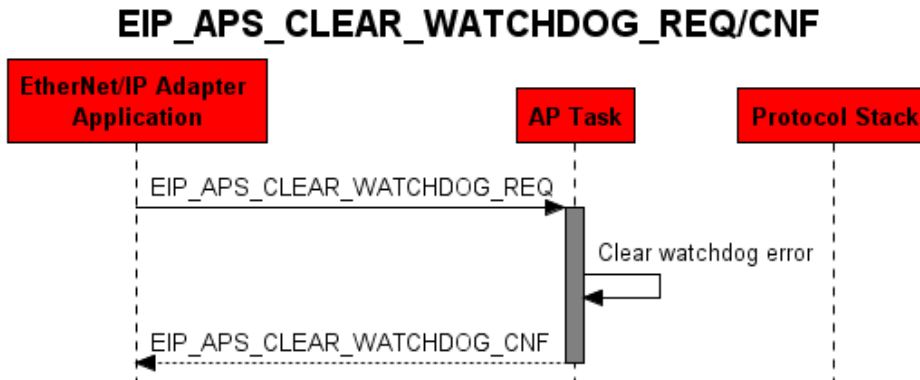 EIP_APS_CLEAR_WATCHDOG_REQ/CNF
EtherNet/IP Adapter
Application
AP Task
Protocol Stack
EIP_APS_CLEAR_WATCHDOG_REQ
Clear watchdog error
EIP_APS_CLEAR_WATCHDOG_CNF